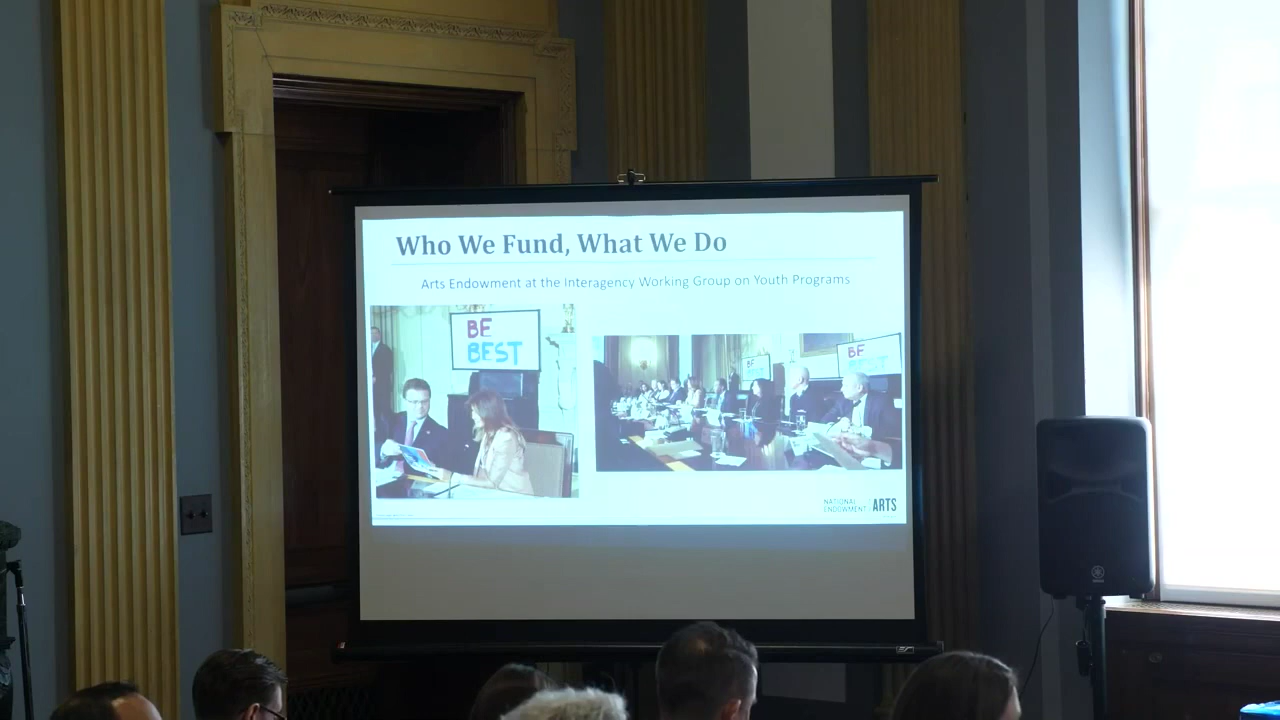 Who We Fund, What We Do
Arts Endowment at the Interagency Working Group on Youth Programs
BE
BEST
BE
BE
NATIONAL
ENDOWMENT
ARTS